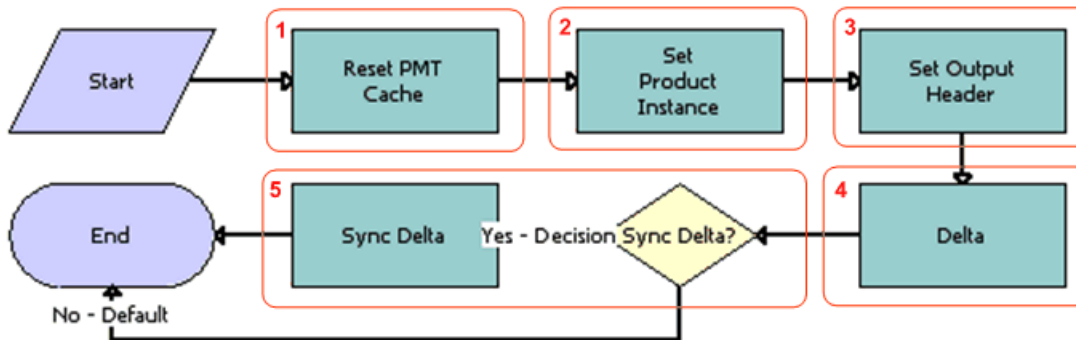 1
2
3
Start
Reset PMT
Cache
Set
Product
Instance
Set Output
Header
5
4
End
Sync Delta
Yes - Decision
Sync Delta?
Delta
No - Default